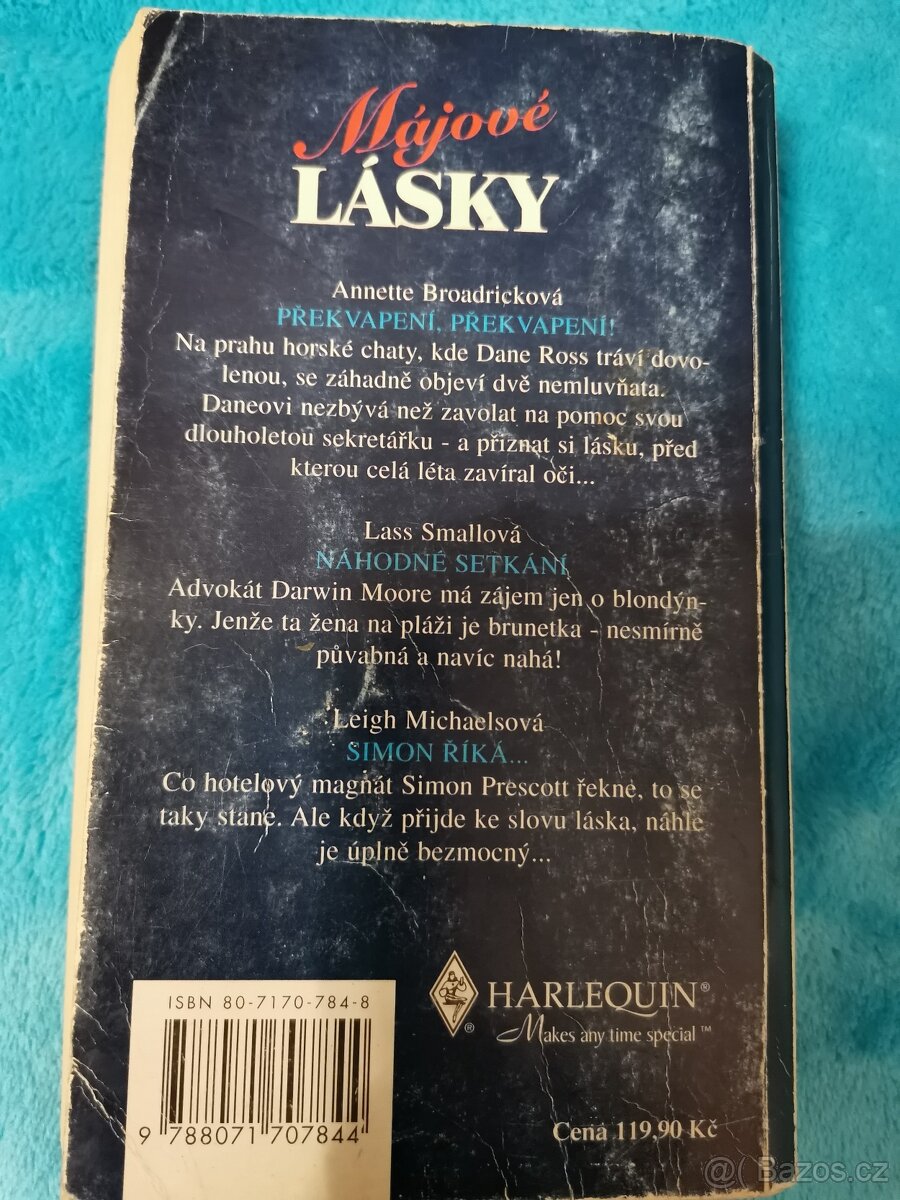 Májové
LÁSKY
Annette Broadricková
PŘEKVAPENÍ, PŘEKVAPENÍ!
Na prahu horské chaty, kde Dane Ross tráví dovo-
lenou, se záhadně objeví dvě nemluvňata.
Daneovi nezbývá než zavolat na pomoc svou
dlouholetou sekretářku - a přiznat si lásku, před
kterou celá léta zavíral oči...
Lass Smallová
NÁHODNÉ SETKÁNÍ
Advokát Darwin Moore má zájem jen o blondýn-
ky. Jenže ta žena na pláži je brunetka - nesmírně
půvabná a navíc nahá!
Leigh Michaelsová
SIMON ŘÍKÁ...
Co hotelový magnát Simon Prescott řekne, to se
taky stane. Ale když přijde ke slovu láska, náhle
je úplně bezmocný...
ISBN 80-7170-784-8
9 788071 707844
HARLEQUIN®
®
Makes any time special ™
Cena 119,90 Kč
@ Bazos.cz